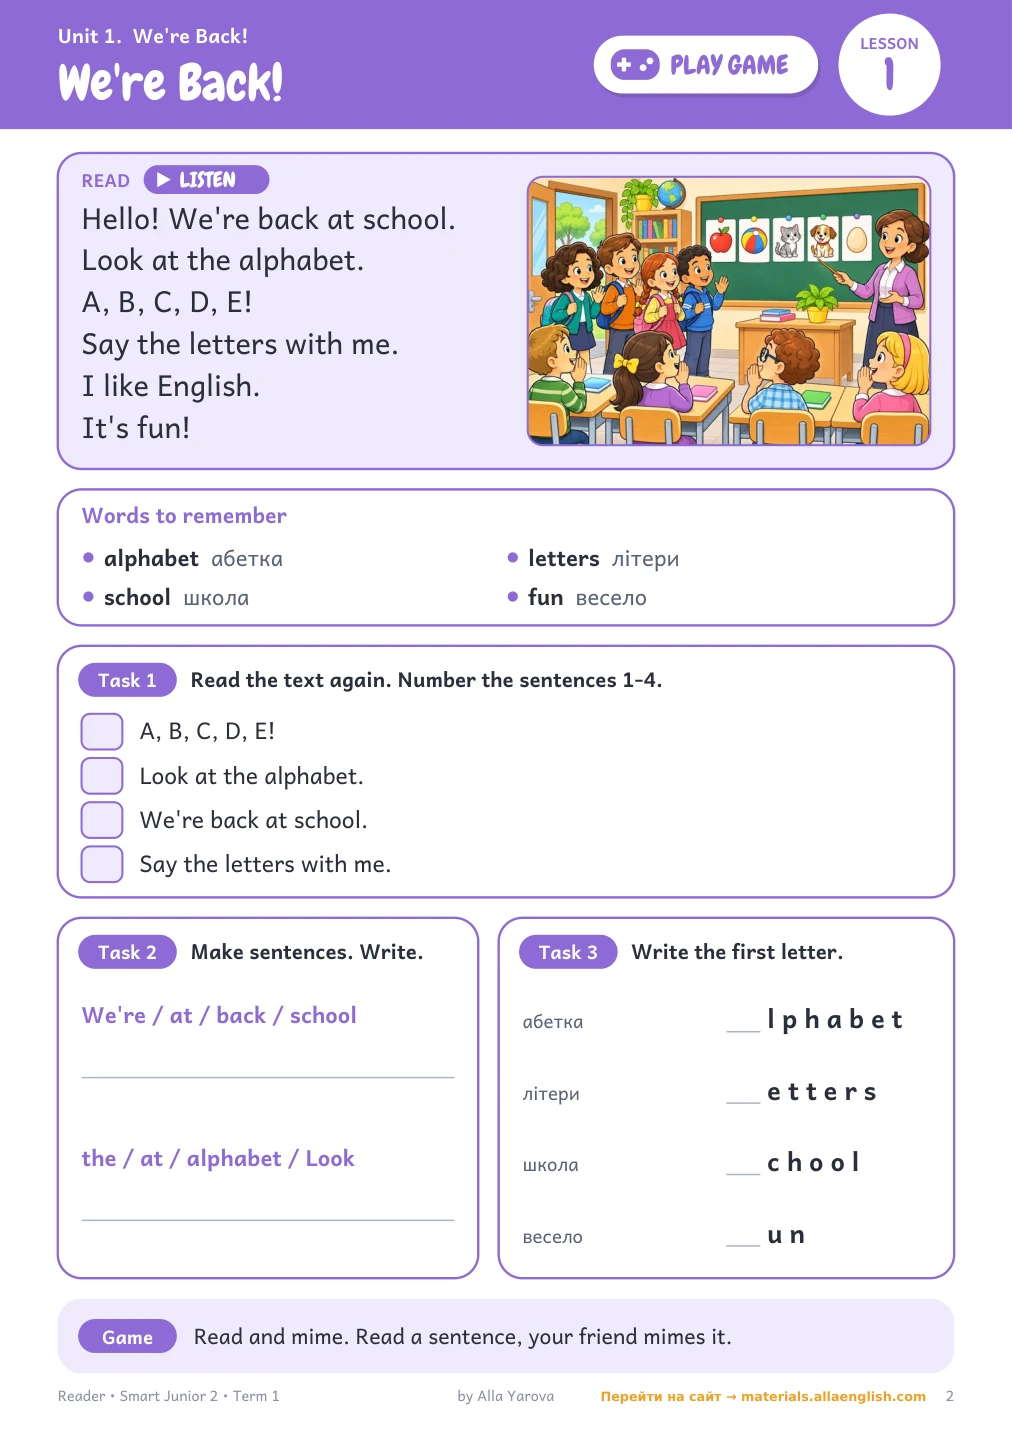 Unit 1. We're Back!
We're Back!
PLAY GAME
LESSON
1
READ
LISTEN
Hello! We're back at school.
Look at the alphabet.
A, B, C, D, E!
Say the letters with me.
I like English.
It's fun!
Words to remember
alphabet абетка
letters літери
school школа
fun весело
Task 1 Read the text again. Number the sentences 1-4.
A, B, C, D, E!
Look at the alphabet.
We're back at school.
Say the letters with me.
Task 2 Make sentences. Write.
We're / at / back / school
the / at / alphabet / Look
Task 3 Write the first letter.
абетка ___ l p h a b e t
літери ___ e t t e r s
школа ___ c h o o l
весело ___ u n
Game Read and mime. Read a sentence, your friend mimes it.
Reader • Smart Junior 2 • Term 1 by Alla Yarova Перейти на сайт → materials.allaenglish.com 2